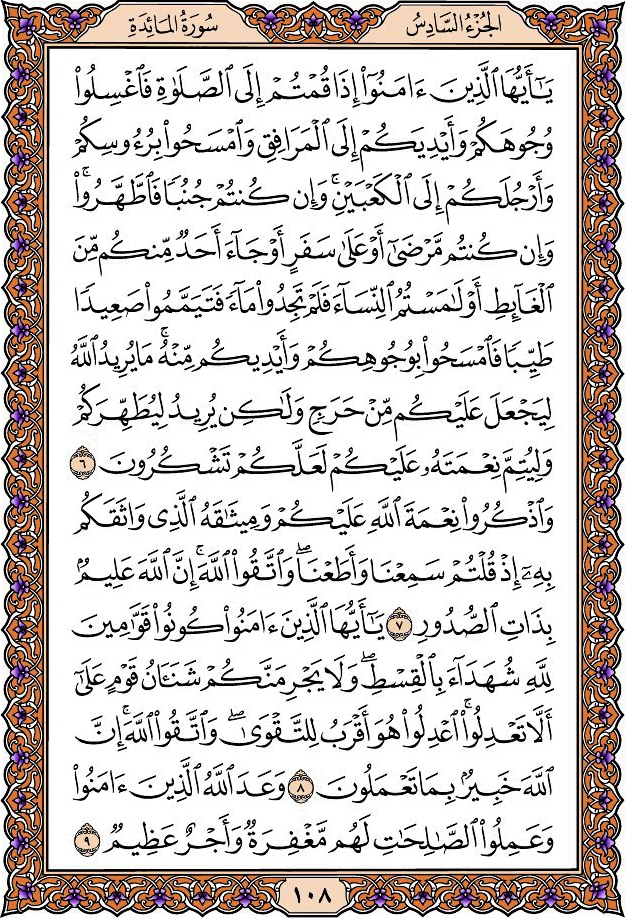 الجُزْءُ السَّادِسُ
سُورَةُ المَائِدَةِ
يَـٰٓأَيُّهَا ٱلَّذِينَ ءَامَنُوٓا۟ إِذَا قُمْتُمْ إِلَى ٱلصَّلَوٰةِ فَٱغْسِلُوا۟
وُجُوهَكُمْ وَأَيْدِيَكُمْ إِلَى ٱلْمَرَافِقِ وَٱمْسَحُوا۟ بِرُءُوسِكُمْ
وَأَرْجُلَكُمْ إِلَى ٱلْكَعْبَيْنِ ۚ وَإِن كُنتُمْ جُنُبًا فَٱطَّهَّرُوا۟ ۚ
وَإِن كُنتُم مَّرْضَىٰٓ أَوْ عَلَىٰ سَفَرٍ أَوْ جَآءَ أَحَدٌ مِّنكُم مِّنَ
ٱلْغَآئِطِ أَوْ لَـٰمَسْتُمُ ٱلنِّسَآءَ فَلَمْ تَجِدُوا۟ مَآءً فَتَيَمَّمُوا۟ صَعِيدًا
طَيِّبًا فَٱمْسَحُوا۟ بِوُجُوهِكُمْ وَأَيْدِيكُم مِّنْهُ ۚ مَا يُرِيدُ ٱللَّهُ
لِيَجْعَلَ عَلَيْكُم مِّنْ حَرَجٍ وَلَـٰكِن يُرِيدُ لِيُطَهِّرَكُمْ
وَلِيُتِمَّ نِعْمَتَهُۥ عَلَيْكُمْ لَعَلَّكُمْ تَشْكُرُونَ ٦
وَٱذْكُرُوا۟ نِعْمَةَ ٱللَّهِ عَلَيْكُمْ وَمِيثَـٰقَهُ ٱلَّذِى وَاثَقَكُم
بِهِۦٓ إِذْ قُلْتُمْ سَمِعْنَا وَأَطَعْنَا ۖ وَٱتَّقُوا۟ ٱللَّهَ ۚ إِنَّ ٱللَّهَ عَلِيمٌۢ
بِذَاتِ ٱلصُّدُورِ ٧ يَـٰٓأَيُّهَا ٱلَّذِينَ ءَامَنُوا۟ كُونُوا۟ قَوَّٰمِينَ
لِلَّهِ شُهَدَآءَ بِٱلْقِسْطِ ۖ وَلَا يَجْرِمَنَّكُمْ شَنَـَٔانُ قَوْمٍ عَلَىٰٓ
أَلَّا تَعْدِلُوا۟ ۚ ٱعْدِلُوا۟ هُوَ أَقْرَبُ لِلتَّقْوَىٰ ۖ وَٱتَّقُوا۟ ٱللَّهَ ۚ إِنَّ
ٱللَّهَ خَبِيرٌۢ بِمَا تَعْمَلُونَ ٨ وَعَدَ ٱللَّهُ ٱلَّذِينَ ءَامَنُوا۟
وَعَمِلُوا۟ ٱلصَّـٰلِحَـٰتِ لَهُم مَّغْفِرَةٌ وَأَجْرٌ عَظِيمٌ ٩
١٠٨